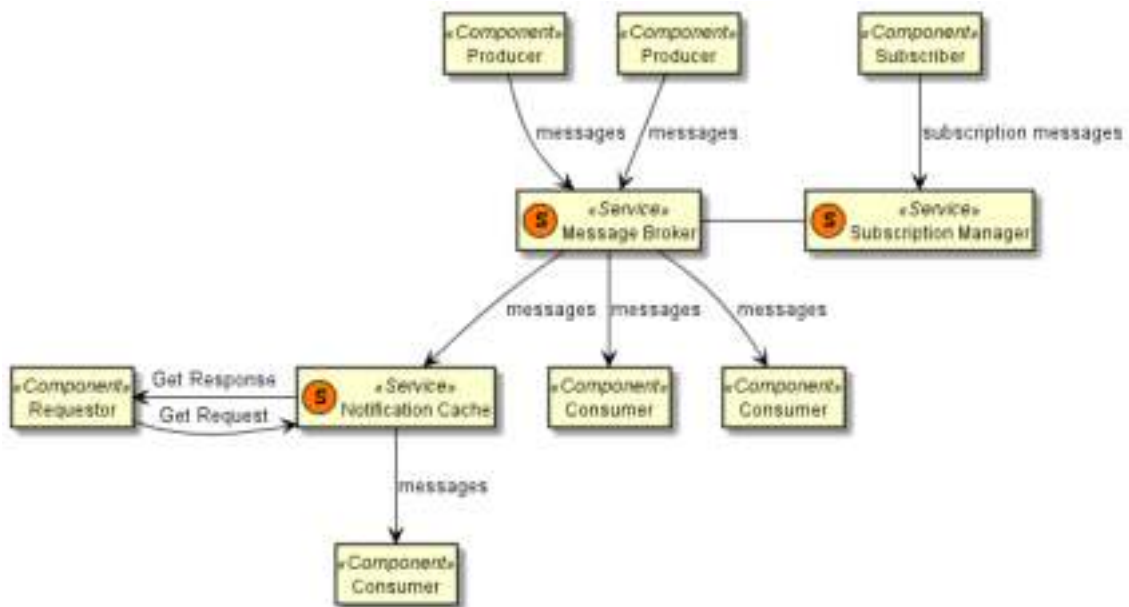 «Component»
Producer
«Component»
Producer
«Component»
Subscriber
messages
messages
subscription messages
S
«Service»
Message Broker
S
«Service»
Subscription Manager
messages
messages
messages
«Component»
Requestor
Get Response
Get Request
S
«Service»
Notification Cache
«Component»
Consumer
«Component»
Consumer
messages
«Component»
Consumer